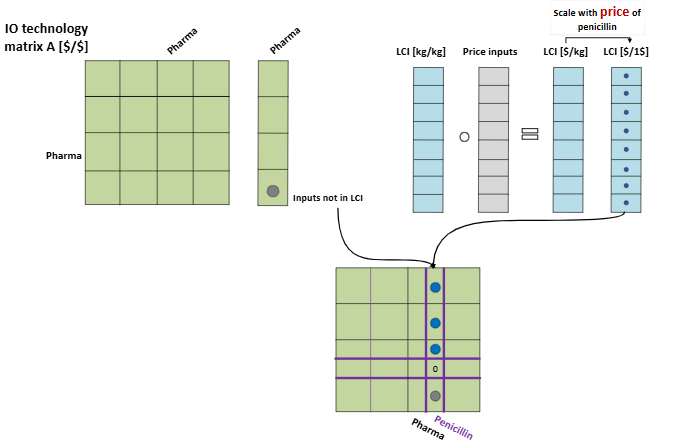 IO technology
matrix A [$/$]
Pharma
Pharma
Pharma
Inputs not in LCI
Scale with price of
penicillin
LCI [kg/kg]
Price inputs
LCI [$/kg]
LCI [$/1$]
0
Pharma
Penicillin